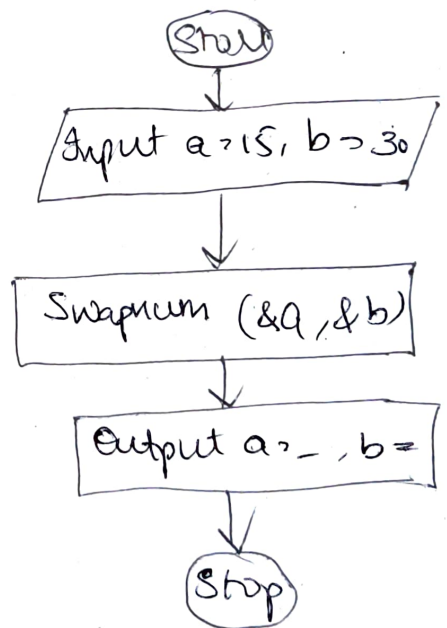 Start
Input a=15, b=30
Swapnum (&a, &b)
Output a=_, b=
Stop